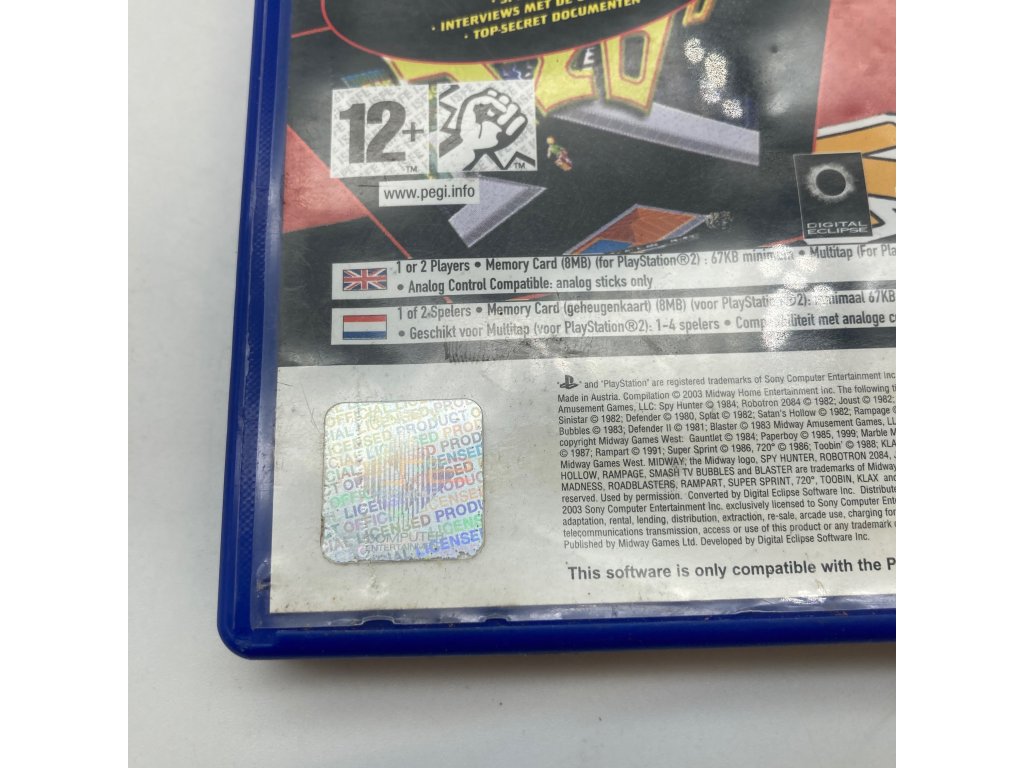 • INTERVIEWS MET DE
• TOP-SECRET DOCUMENTEN
12+
TM
TM
www.pegi.info
DIGITAL
ECLIPSE
1 or 2 Players • Memory Card (8MB) (for PlayStation®2) : 67KB minimum • Multitap (For
• Analog Control Compatible: analog sticks only
1 of 2 Spelers • Memory Card (geheugenkaart) (8MB) (voor PlayStation®2): minimaal 67KB
• Geschikt voor Multitap (voor PlayStation®2): 1-4 spelers • Compatibiliteit met analoge
" " and "PlayStation" are registered trademarks of Sony Computer Entertainment Inc
Made in Austria. Compilation © 2003 Midway Home Entertainment Inc. The following
Amusement Games, LLC: Spy Hunter © 1984; Robotron 2084 © 1982; Joust © 1982;
Sinistar © 1982; Defender © 1980, Splat © 1982; Satan's Hollow © 1982; Rampage ©
Bubbles © 1983; Defender II © 1981; Blaster © 1983 Midway Amusement Games,
copyright Midway Games West: Gauntlet © 1984; Paperboy © 1985, 1999; Marble
© 1987; Rampart © 1991; Super Sprint © 1986, 720° © 1986; Toobin' © 1988;
Midway Games West. MIDWAY, the Midway logo, SPY HUNTER, ROBOTRON 2084,
HOLLOW, RAMPAGE, SMASH TV BUBBLES and BLASTER are trademarks of
MADNESS, ROADBLASTERS, RAMPART, SUPER SPRINT, 720°, TOOBIN, KLAX
reserved. Used by permission. Converted by Digital Eclipse Software Inc.
2003 Sony Computer Entertainment Inc. exclusively licensed to Sony Computer
adaptation, rental, lending, distribution, extraction, re-sale, arcade use, charging for
telecommunications transmission, access or use of this product or any trademark
Published by Midway Games Ltd. Developed by Digital Eclipse Software Inc.
OFFICIAL LICENSED PRODUCT
COMPUTER
ENTERTAINMENT
This software is only compatible with the